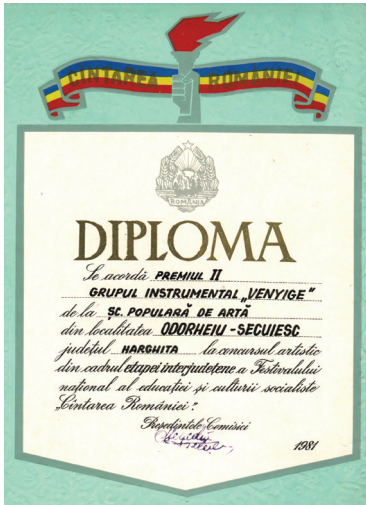 CÎNTAREA ROMÂNIEI
ROMÂNIA
DIPLOMA
Se acordă PREMIUL II
GRUPUL INSTRUMENTAL „VENYIGE”
de la ȘC. POPULARĂ DE ARTĂ
din localitatea ODORHEIU-SECUIESC
județul HARGHITA la concursul artistic
din cadrul etapei interjudețene a Festivalului
național al educației și culturii socialiste
„Cîntarea României”.
Președintele Comisiei
1981